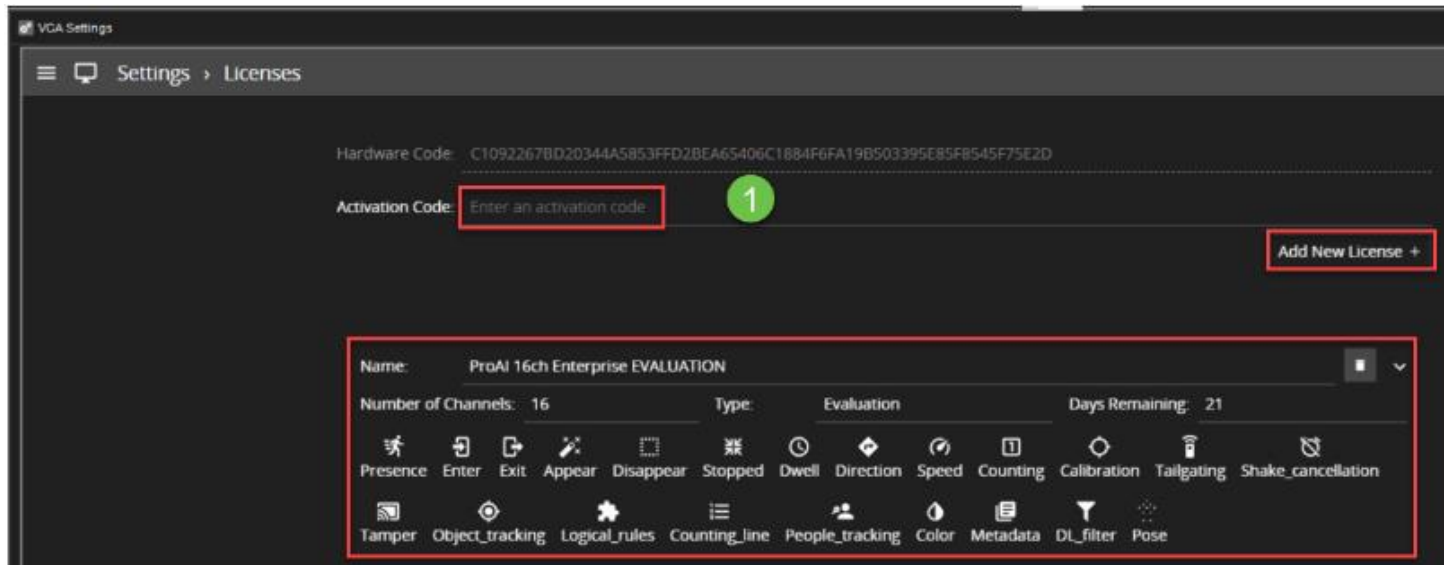 VCA Settings
Settings › Licenses
Hardware Code: C1092267BD20344A5853FFD2BEA65406C1884F6FA19B503395E85F8545F75E2D
Activation Code: Enter an activation code
1
Add New License +
Name: ProAI 16ch Enterprise EVALUATION
Number of Channels: 16 Type: Evaluation Days Remaining: 21
Presence Enter Exit Appear Disappear Stopped Dwell Direction Speed Counting Calibration Tailgating Shake_cancellation
Tamper Object_tracking Logical_rules Counting_line People_tracking Color Metadata DL_filter Pose